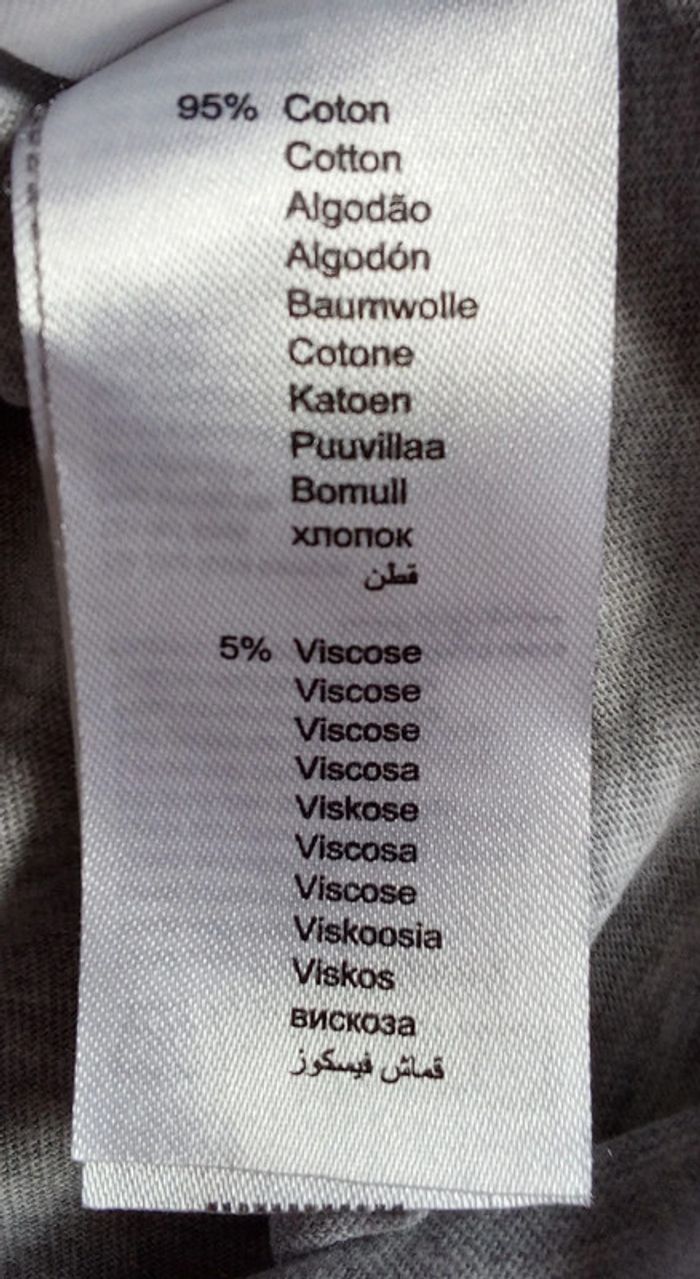 95% Coton
Cotton
Algodão
Algodón
Baumwolle
Cotone
Katoen
Puuvillaa
Bomull
хлопок
قطن
5% Viscose
Viscose
Viscose
Viscosa
Viskose
Viscosa
Viscose
Viskoosia
Viskos
вискоза
قماش فيسكوز